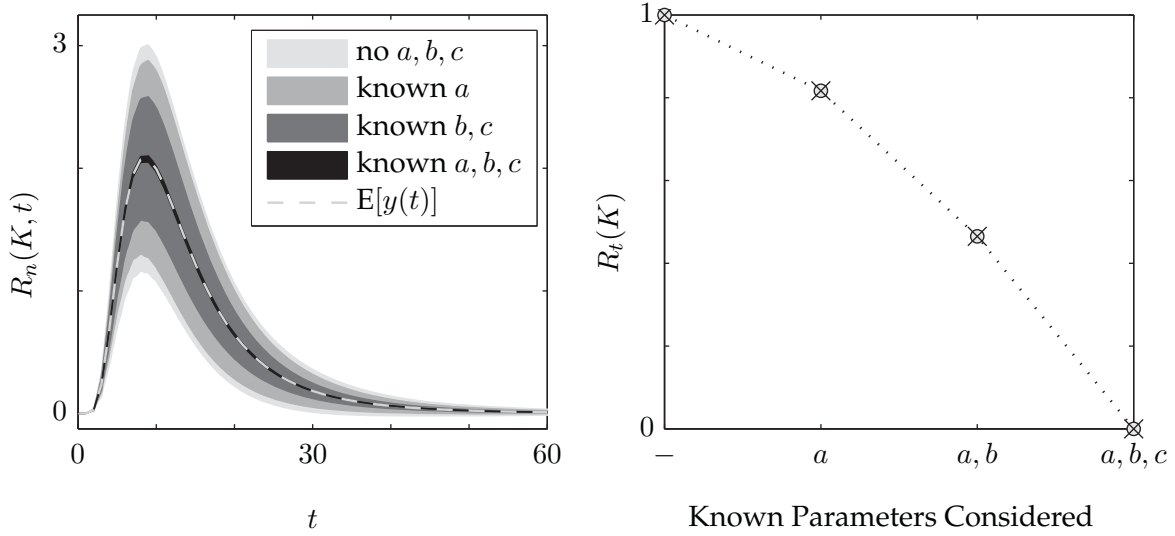 3
0
R_n(K, t)
no a, b, c
known a
known b, c
known a, b, c
E[y(t)]
0 30 60
t
1
0
R_t(K)
− a a, b a, b, c
Known Parameters Considered